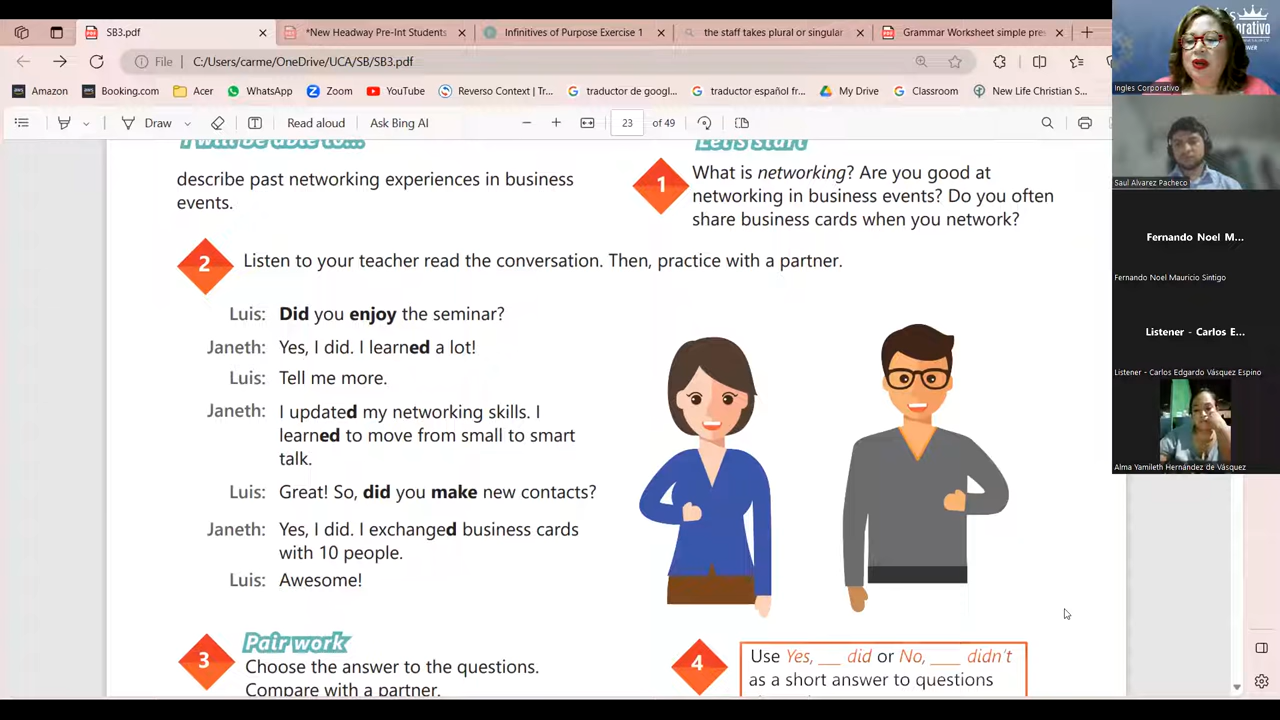 SB3.pdf
*New Headway Pre-Int Students
Infinitives of Purpose Exercise 1
the staff takes plural or singular
Grammar Worksheet simple pre
File
C:/Users/carme/OneDrive/UCA/SB/SB3.pdf
Amazon
Booking.com
Acer
WhatsApp
Zoom
YouTube
Reverso Context | Tr...
traductor de googl...
traductor español fr...
My Drive
Classroom
New Life Christian S...
Draw
Read aloud
Ask Bing AI
23
of 49
I will be able to...
describe past networking experiences in business
events.
Let's start
1
What is networking? Are you good at
networking in business events? Do you often
share business cards when you network?
2
Listen to your teacher read the conversation. Then, practice with a partner.
Luis: Did you enjoy the seminar?
Janeth: Yes, I did. I learned a lot!
Luis: Tell me more.
Janeth: I updated my networking skills. I
learned to move from small to smart
talk.
Luis: Great! So, did you make new contacts?
Janeth: Yes, I did. I exchanged business cards
with 10 people.
Luis: Awesome!
3
Pair work
Choose the answer to the questions.
Compare with a partner.
4
Use Yes, __ did or No, ___ didn't
as a short answer to questions
Ingles Corporativo
Saul Alvarez Pacheco
Fernando Noel M...
Fernando Noel Mauricio Sintigo
Listener - Carlos E...
Listener - Carlos Edgardo Vásquez Espino
Alma Yamileth Hernández de Vásquez